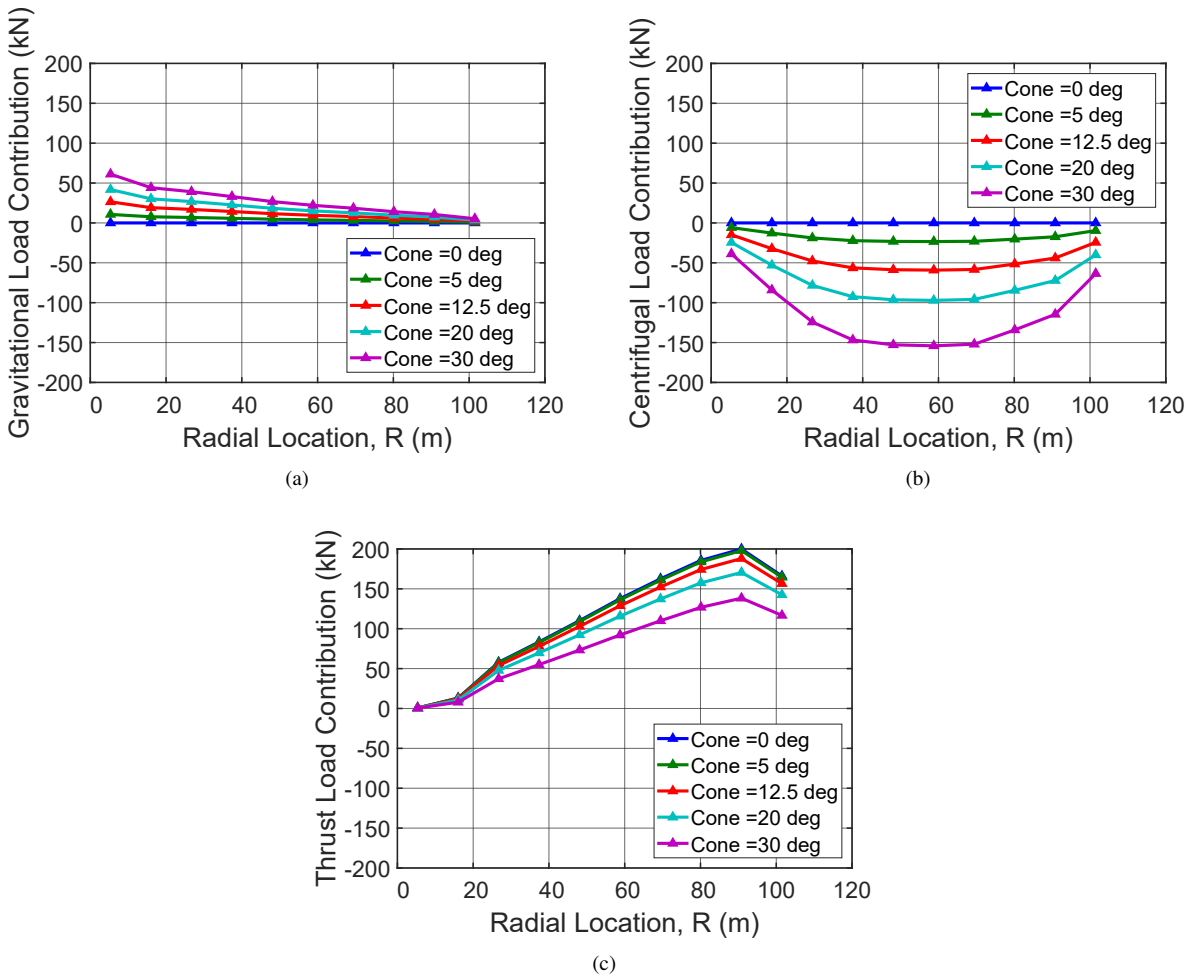 Gravitational Load Contribution (kN)
200
150
100
50
0
-50
-100
-150
-200
Cone =0 deg
Cone =5 deg
Cone =12.5 deg
Cone =20 deg
Cone =30 deg
0 20 40 60 80 100 120
Radial Location, R (m)
(a)
Centrifugal Load Contribution (kN)
200
150
100
50
0
-50
-100
-150
-200
Cone =0 deg
Cone =5 deg
Cone =12.5 deg
Cone =20 deg
Cone =30 deg
0 20 40 60 80 100 120
Radial Location, R (m)
(b)
Thrust Load Contribution (kN)
200
150
100
50
0
-50
-100
-150
-200
Cone =0 deg
Cone =5 deg
Cone =12.5 deg
Cone =20 deg
Cone =30 deg
0 20 40 60 80 100 120
Radial Location, R (m)
(c)